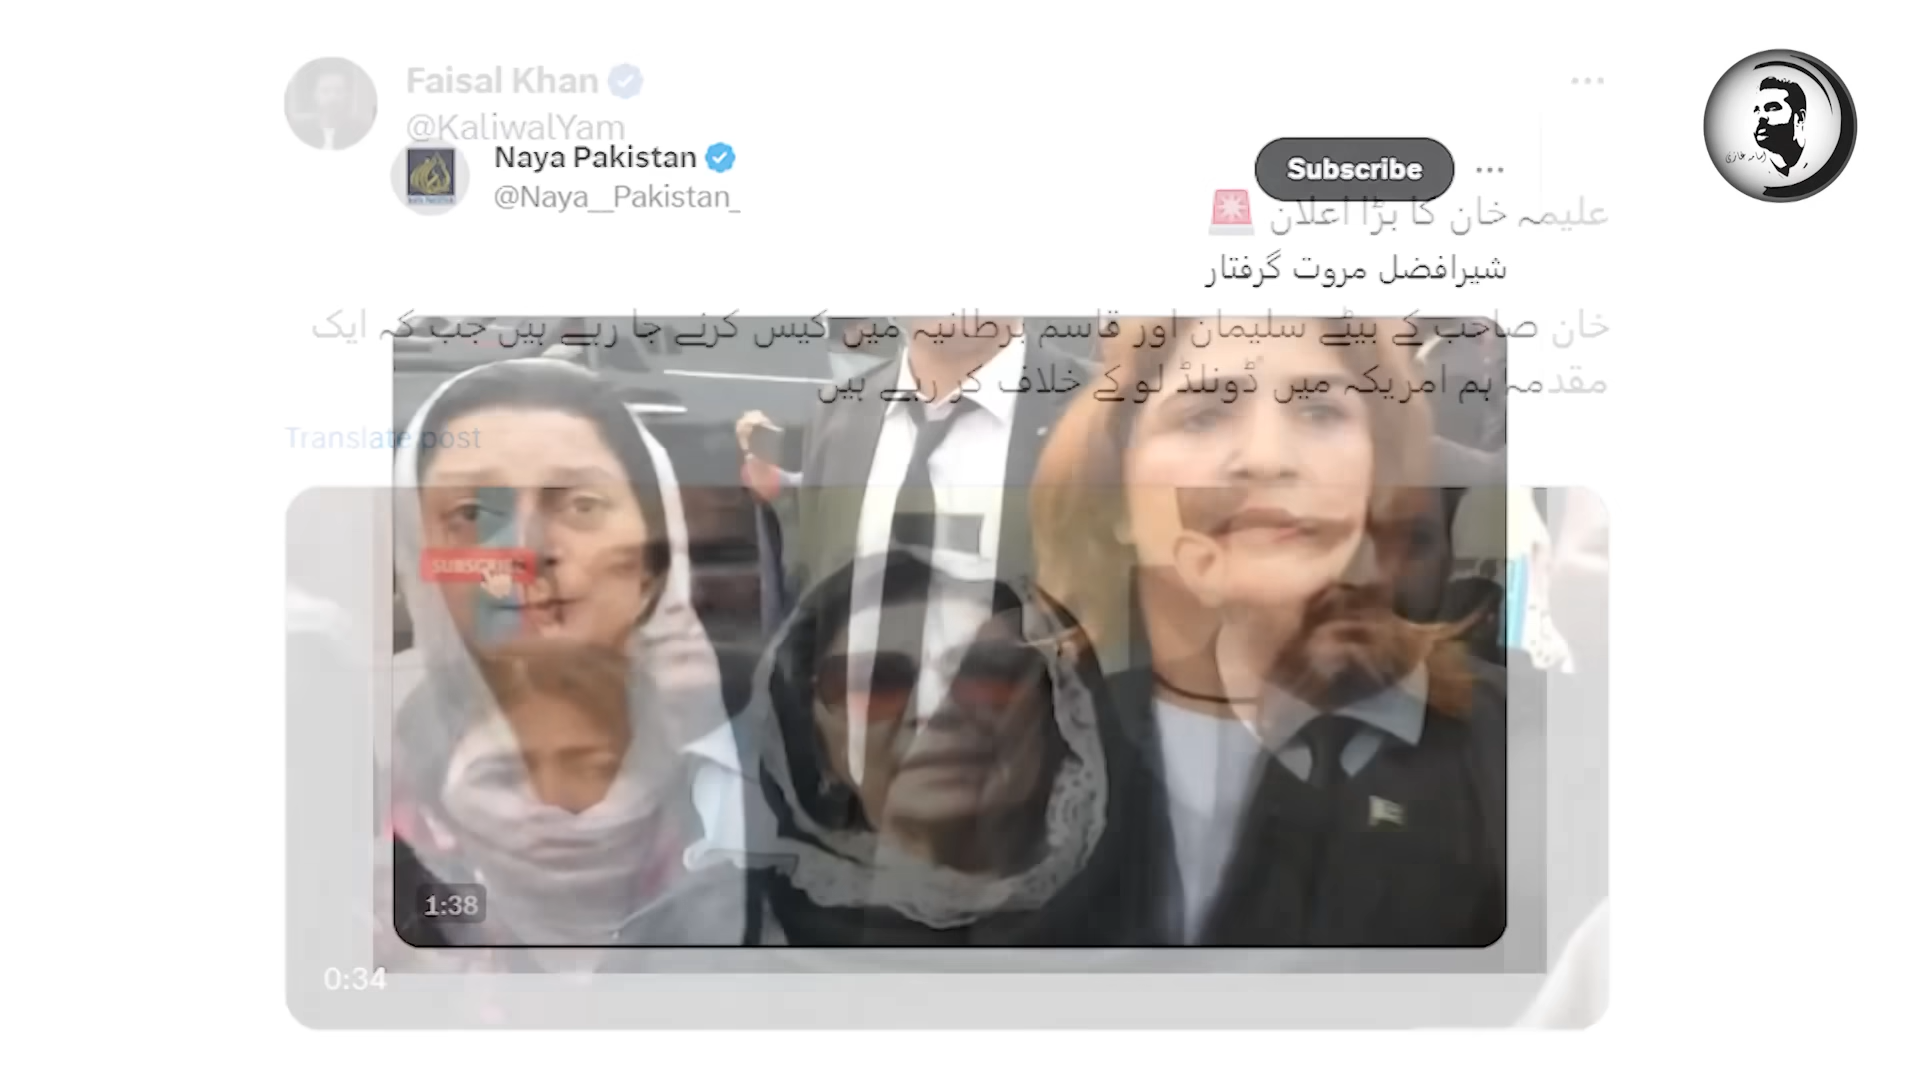 Faisal Khan
@KaliwalYam
Naya Pakistan
@Naya__Pakistan_
Subscribe
علیمہ خان کا بڑا اعلان
شیرافضل مروت گرفتار
خان صاحب کے بیٹے سلیمان اور قاسم برطانیہ میں کیس کرنے جا رہے ہیں جب کہ ایک
مقدمہ ہم امریکہ میں ڈونلڈ لو کے خلاف کر رہے ہیں
Translate post
SUBSCRIBE
1:38
0:34